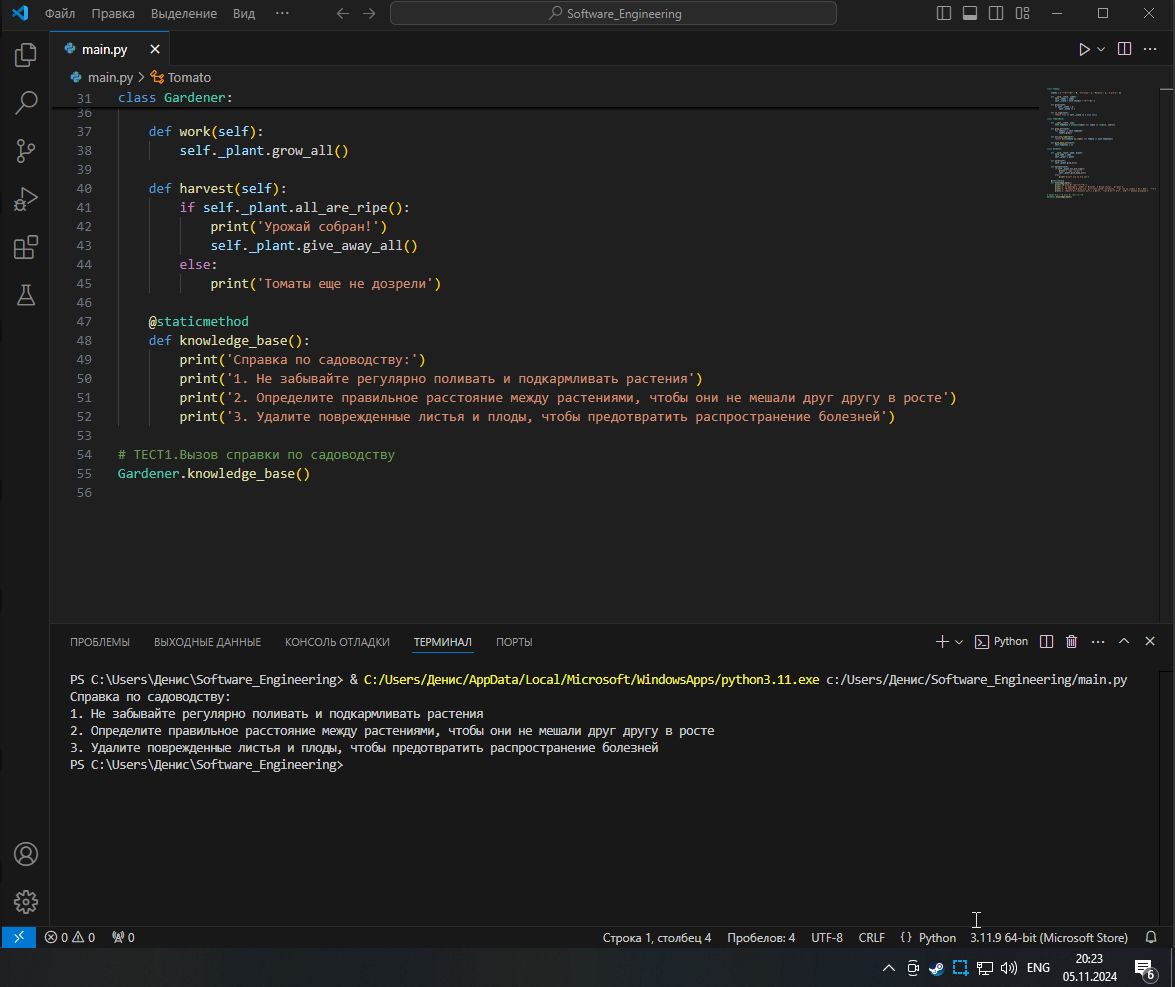 Файл Правка Выделение Вид ··· Software_Engineering
main.py
main.py > Tomato
31 class Gardener:
36
37 def work(self):
38 self._plant.grow_all()
39
40 def harvest(self):
41 if self._plant.all_are_ripe():
42 print('Урожай собран!')
43 self._plant.give_away_all()
44 else:
45 print('Томаты еще не дозрели')
46
47 @staticmethod
48 def knowledge_base():
49 print('Справка по садоводству:')
50 print('1. Не забывайте регулярно поливать и подкармливать растения')
51 print('2. Определите правильное расстояние между растениями, чтобы они не мешали друг другу в росте')
52 print('3. Удалите поврежденные листья и плоды, чтобы предотвратить распространение болезней')
53
54 # ТЕСТ1.Вызов справки по садоводству
55 Gardener.knowledge_base()
56
ПРОБЛЕМЫ ВЫХОДНЫЕ ДАННЫЕ КОНСОЛЬ ОТЛАДКИ ТЕРМИНАЛ ПОРТЫ Python
PS C:\Users\Денис\Software_Engineering> & C:/Users/Денис/AppData/Local/Microsoft/WindowsApps/python3.11.exe c:/Users/Денис/Software_Engineering/main.py
Справка по садоводству:
1. Не забывайте регулярно поливать и подкармливать растения
2. Определите правильное расстояние между растениями, чтобы они не мешали друг другу в росте
3. Удалите поврежденные листья и плоды, чтобы предотвратить распространение болезней
PS C:\Users\Денис\Software_Engineering>
0 0 0 Строка 1, столбец 4 Пробелов: 4 UTF-8 CRLF {} Python 3.11.9 64-bit (Microsoft Store)
ENG 20:23
05.11.2024 6